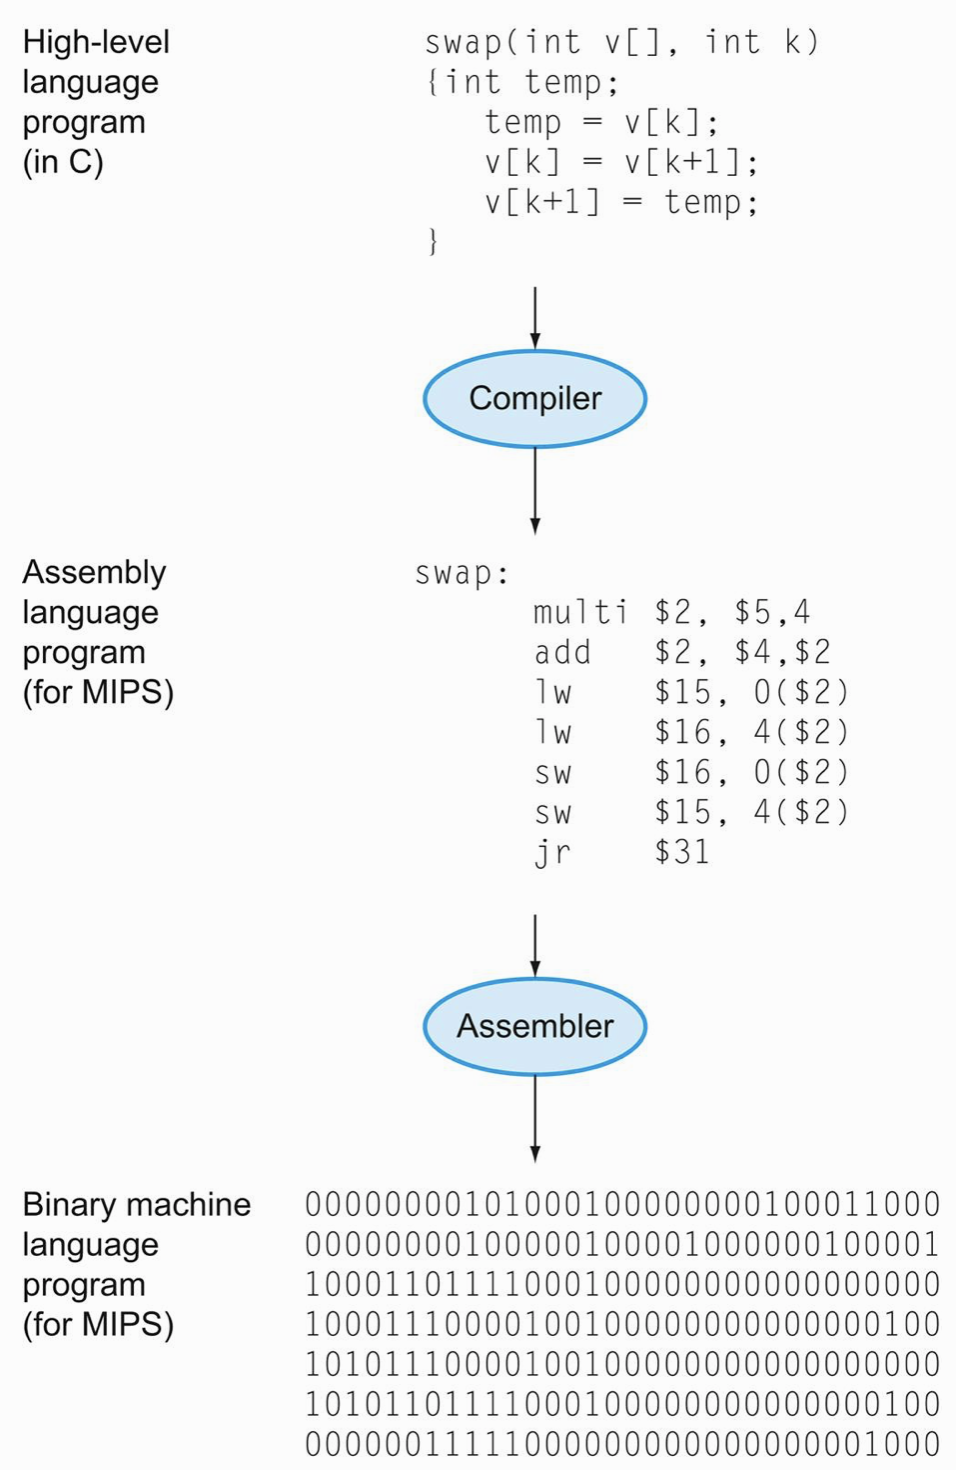 High-level
language
program
(in C)
swap(int v[], int k)
{int temp;
temp = v[k];
v[k] = v[k+1];
v[k+1] = temp;
}
Compiler
Assembly
language
program
(for MIPS)
swap:
multi $2, $5,4
add $2, $4,$2
lw $15, 0($2)
lw $16, 4($2)
sw $16, 0($2)
sw $15, 4($2)
jr $31
Assembler
Binary machine
language
program
(for MIPS)
00000000101000100000000100011000
00000000100000100001000000100001
10001101111000100000000000000000
10001110000100100000000000000100
10101110000100100000000000000000
10101101111000100000000000000100
00000011111000000000000000001000